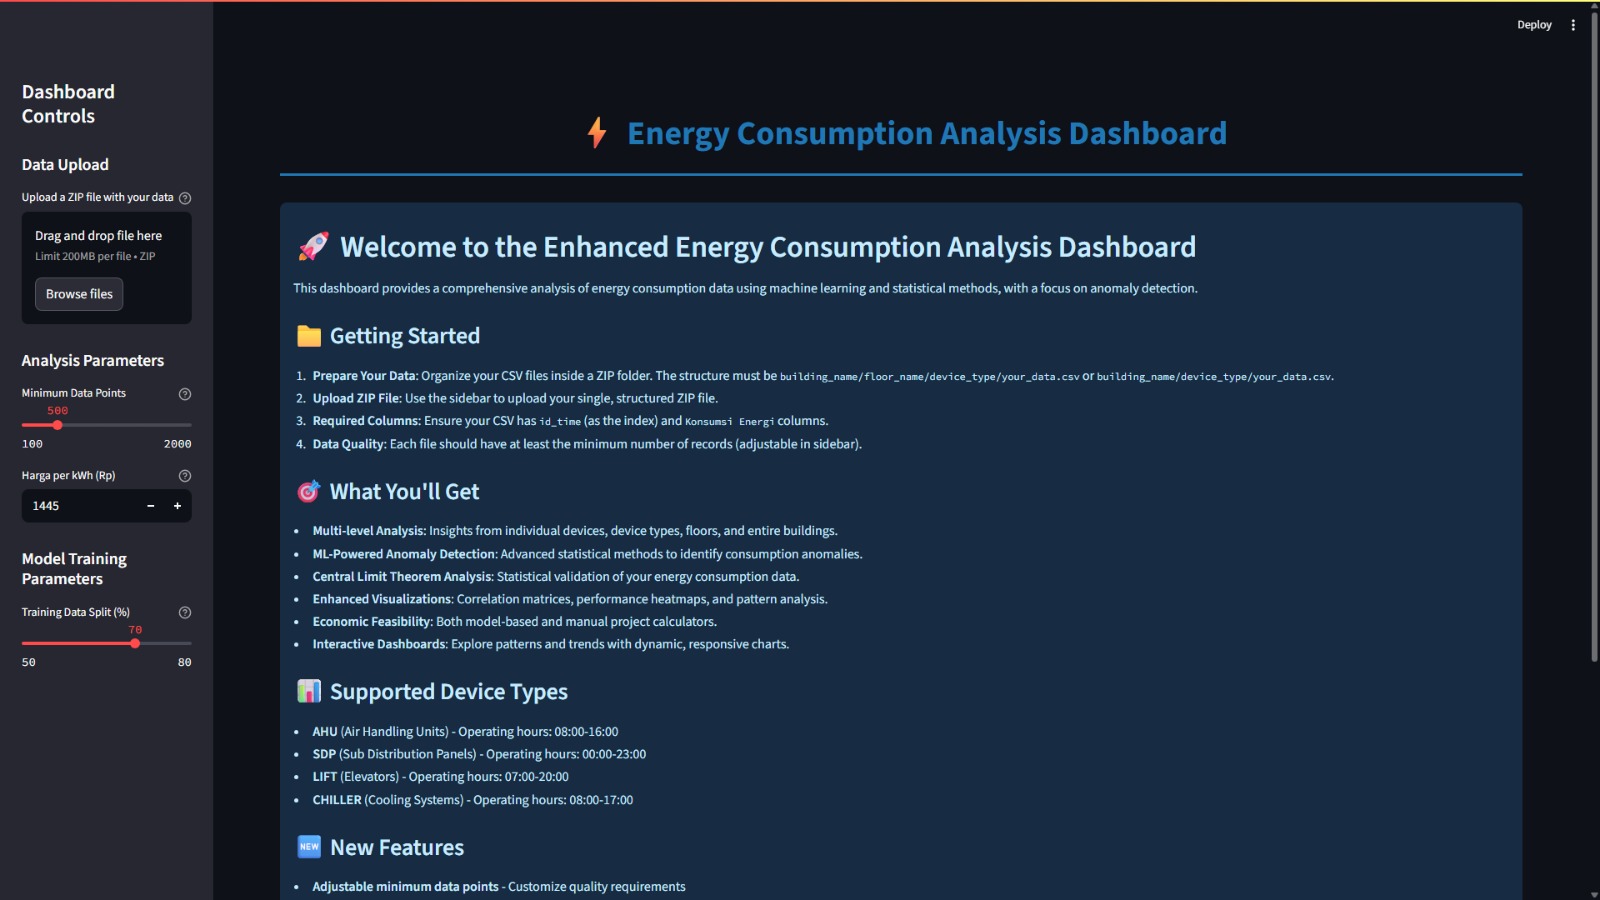 Deploy
Dashboard
Controls
Data Upload
Upload a ZIP file with your data
Drag and drop file here
Limit 200MB per file • ZIP
Browse files
Analysis Parameters
Minimum Data Points
500
100 2000
Harga per kWh (Rp)
1445 − +
Model Training
Parameters
Training Data Split (%)
70
50 80
⚡ Energy Consumption Analysis Dashboard
🚀 Welcome to the Enhanced Energy Consumption Analysis Dashboard
This dashboard provides a comprehensive analysis of energy consumption data using machine learning and statistical methods, with a focus on anomaly detection.
📁 Getting Started
1. Prepare Your Data: Organize your CSV files inside a ZIP folder. The structure must be building_name/floor_name/device_type/your_data.csv or building_name/device_type/your_data.csv.
2. Upload ZIP File: Use the sidebar to upload your single, structured ZIP file.
3. Required Columns: Ensure your CSV has id_time (as the index) and Konsumsi Energi columns.
4. Data Quality: Each file should have at least the minimum number of records (adjustable in sidebar).
🎯 What You'll Get
• Multi-level Analysis: Insights from individual devices, device types, floors, and entire buildings.
• ML-Powered Anomaly Detection: Advanced statistical methods to identify consumption anomalies.
• Central Limit Theorem Analysis: Statistical validation of your energy consumption data.
• Enhanced Visualizations: Correlation matrices, performance heatmaps, and pattern analysis.
• Economic Feasibility: Both model-based and manual project calculators.
• Interactive Dashboards: Explore patterns and trends with dynamic, responsive charts.
📊 Supported Device Types
• AHU (Air Handling Units) - Operating hours: 08:00-16:00
• SDP (Sub Distribution Panels) - Operating hours: 00:00-23:00
• LIFT (Elevators) - Operating hours: 07:00-20:00
• CHILLER (Cooling Systems) - Operating hours: 08:00-17:00
🆕 New Features
• Adjustable minimum data points - Customize quality requirements